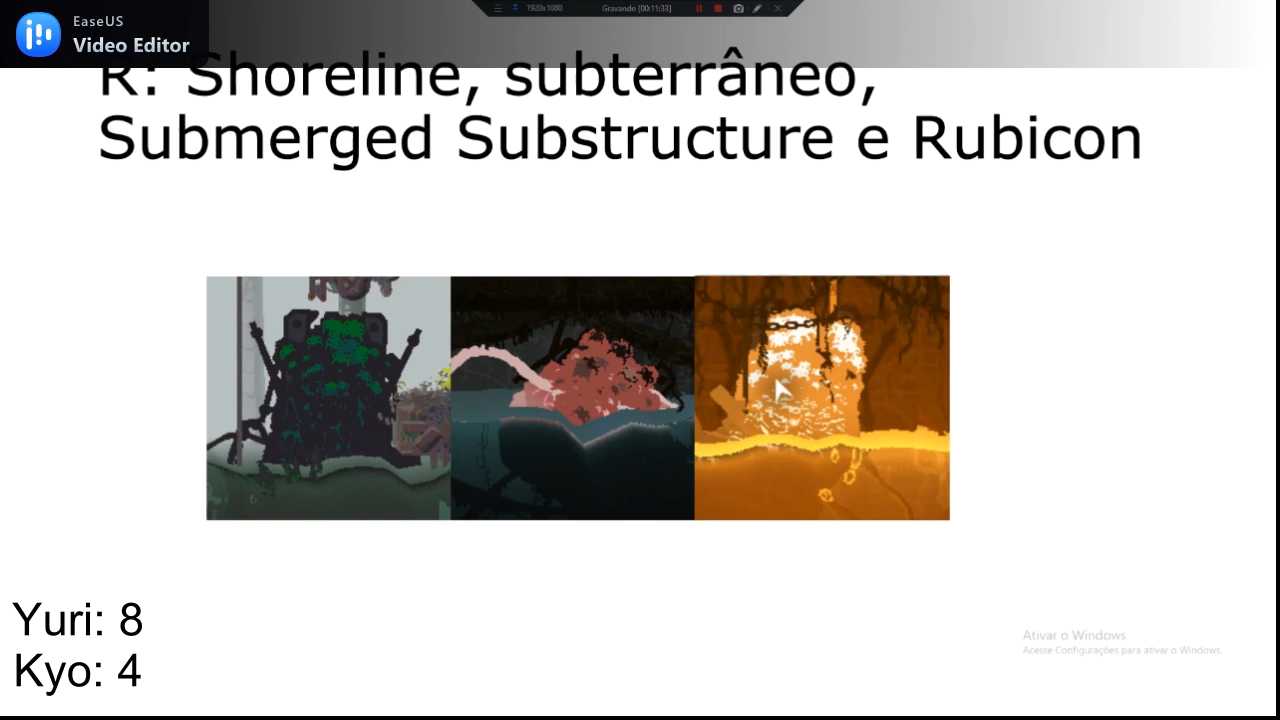 EaseUS
Video Editor
1920x1080
Gravando [00:11:33]
R: Shoreline, subterrâneo,
Submerged Substructure e Rubicon
Yuri: 8
Kyo: 4
Ativar o Windows
Acesse Configurações para ativar o Windows.